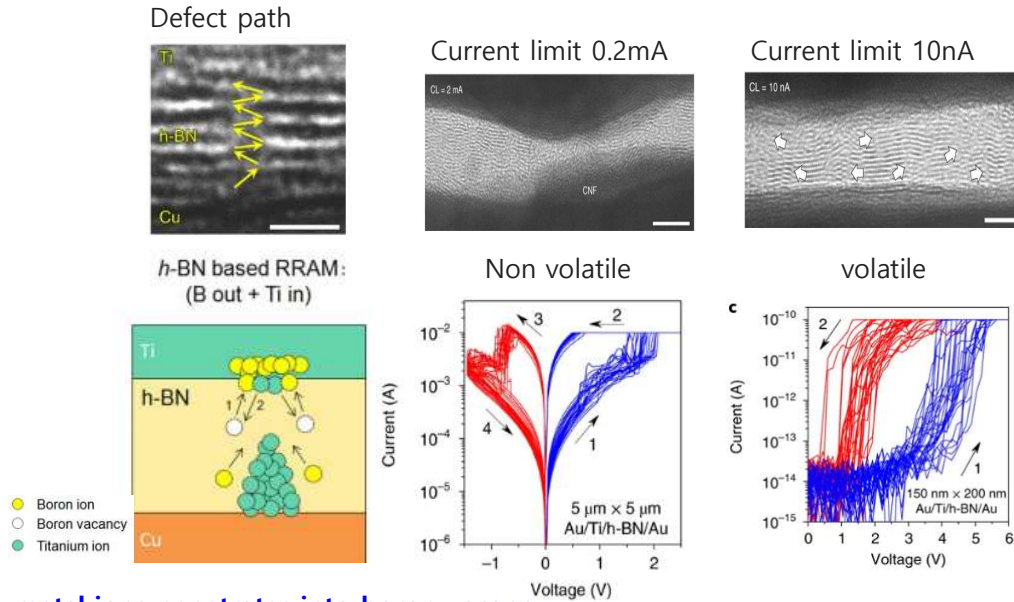 Defect path
Current limit 0.2mA
Current limit 10nA
Ti
h-BN
Cu
CL = 2 mA
CNF
CL = 10 nA
h-BN based RRAM:
(B out + Ti in)
Non volatile
volatile
Ti
h-BN
1
2
Cu
Boron ion
Boron vacancy
Titanium ion
Current (A)
10⁻²
10⁻³
10⁻⁴
10⁻⁵
10⁻⁶
3
2
4
1
5 μm × 5 μm
Au/Ti/h-BN/Au
−1
0
1
2
Voltage (V)
c
Current (A)
10⁻¹⁰
10⁻¹¹
10⁻¹²
10⁻¹³
10⁻¹⁴
10⁻¹⁵
2
1
150 nm × 200 nm
Au/Ti/h-BN/Au
0 1 2 3 4 5 6
Voltage (V)